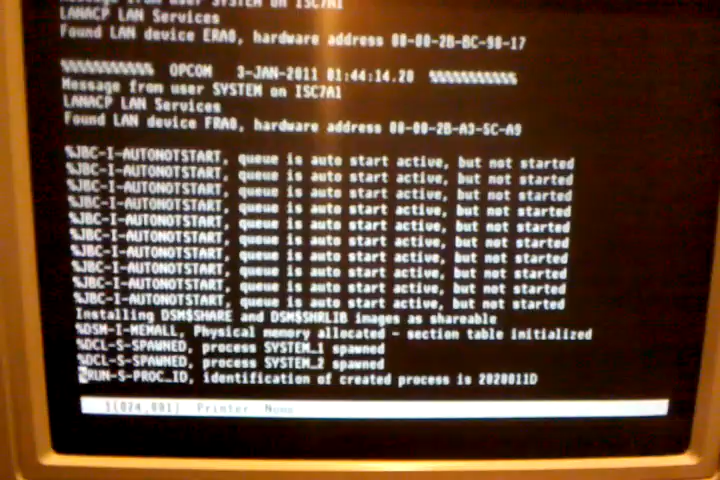 Message from user SYSTEM on ISC7A1
LANACP LAN Services
Found LAN device ERA0, hardware address 08-00-2B-BC-98-17
%%%%%%%%%%% OPCOM 3-JAN-2011 01:44:14.20 %%%%%%%%%%%
Message from user SYSTEM on ISC7A1
LANACP LAN Services
Found LAN device FRA0, hardware address 08-00-2B-A3-5C-A9
%JBC-I-AUTONOTSTART, queue is auto start active, but not started
%JBC-I-AUTONOTSTART, queue is auto start active, but not started
%JBC-I-AUTONOTSTART, queue is auto start active, but not started
%JBC-I-AUTONOTSTART, queue is auto start active, but not started
%JBC-I-AUTONOTSTART, queue is auto start active, but not started
%JBC-I-AUTONOTSTART, queue is auto start active, but not started
%JBC-I-AUTONOTSTART, queue is auto start active, but not started
%JBC-I-AUTONOTSTART, queue is auto start active, but not started
%JBC-I-AUTONOTSTART, queue is auto start active, but not started
%JBC-I-AUTONOTSTART, queue is auto start active, but not started
Installing DSM$SHARE and DSM$SHRLIB images as shareable
%DSM-I-MEMALL, Physical memory allocated - section table initialized
%DCL-S-SPAWNED, process SYSTEM_1 spawned
%DCL-S-SPAWNED, process SYSTEM_2 spawned
%RUN-S-PROC_ID, identification of created process is 2020011D
1(024,001) Printer: None